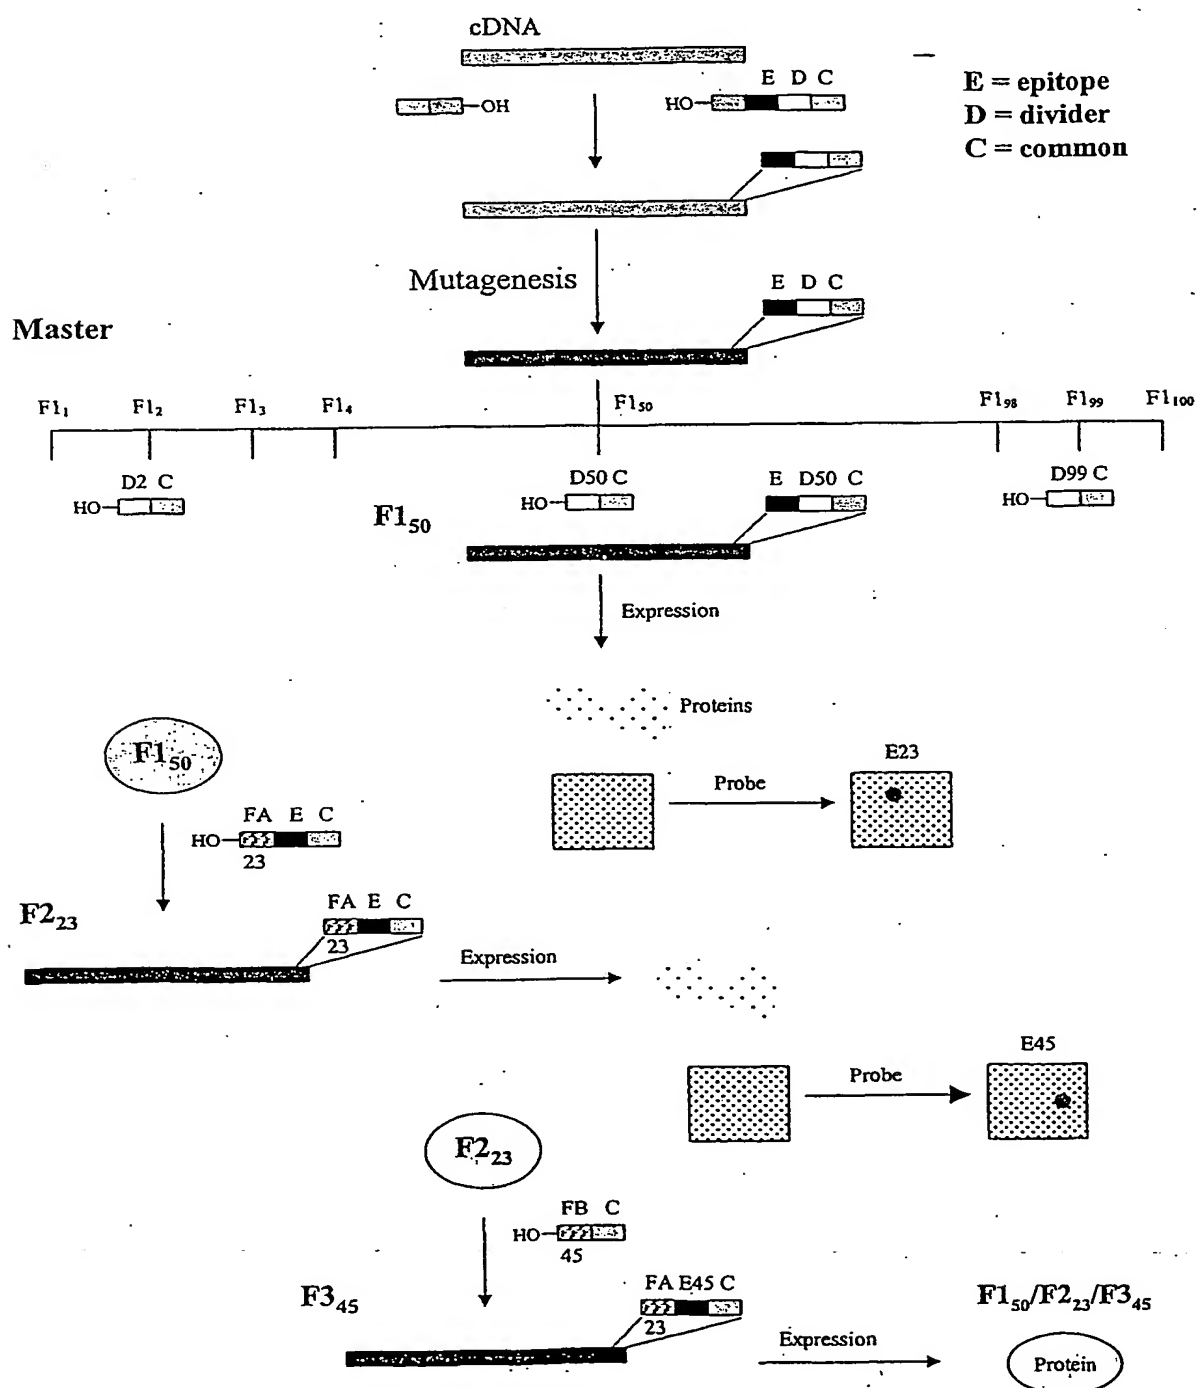 cDNA
E D C
E = epitope
D = divider
C = common
OH
HO
Mutagenesis
E D C
Master
F1₁ F1₂ F1₃ F1₄ F1₅₀ F1₉₈ F1₉₉ F1₁₀₀
D2 C
HO
D50 C
HO
E D50 C
D99 C
HO
F1₅₀
Expression
Proteins
F1₅₀
E23
Probe
FA E C
HO
23
F2₂₃
FA E C
23
Expression
E45
Probe
F2₂₃
FB C
HO
45
F3₄₅
FA E45 C
23
Expression
F1₅₀/F2₂₃/F3₄₅
Protein